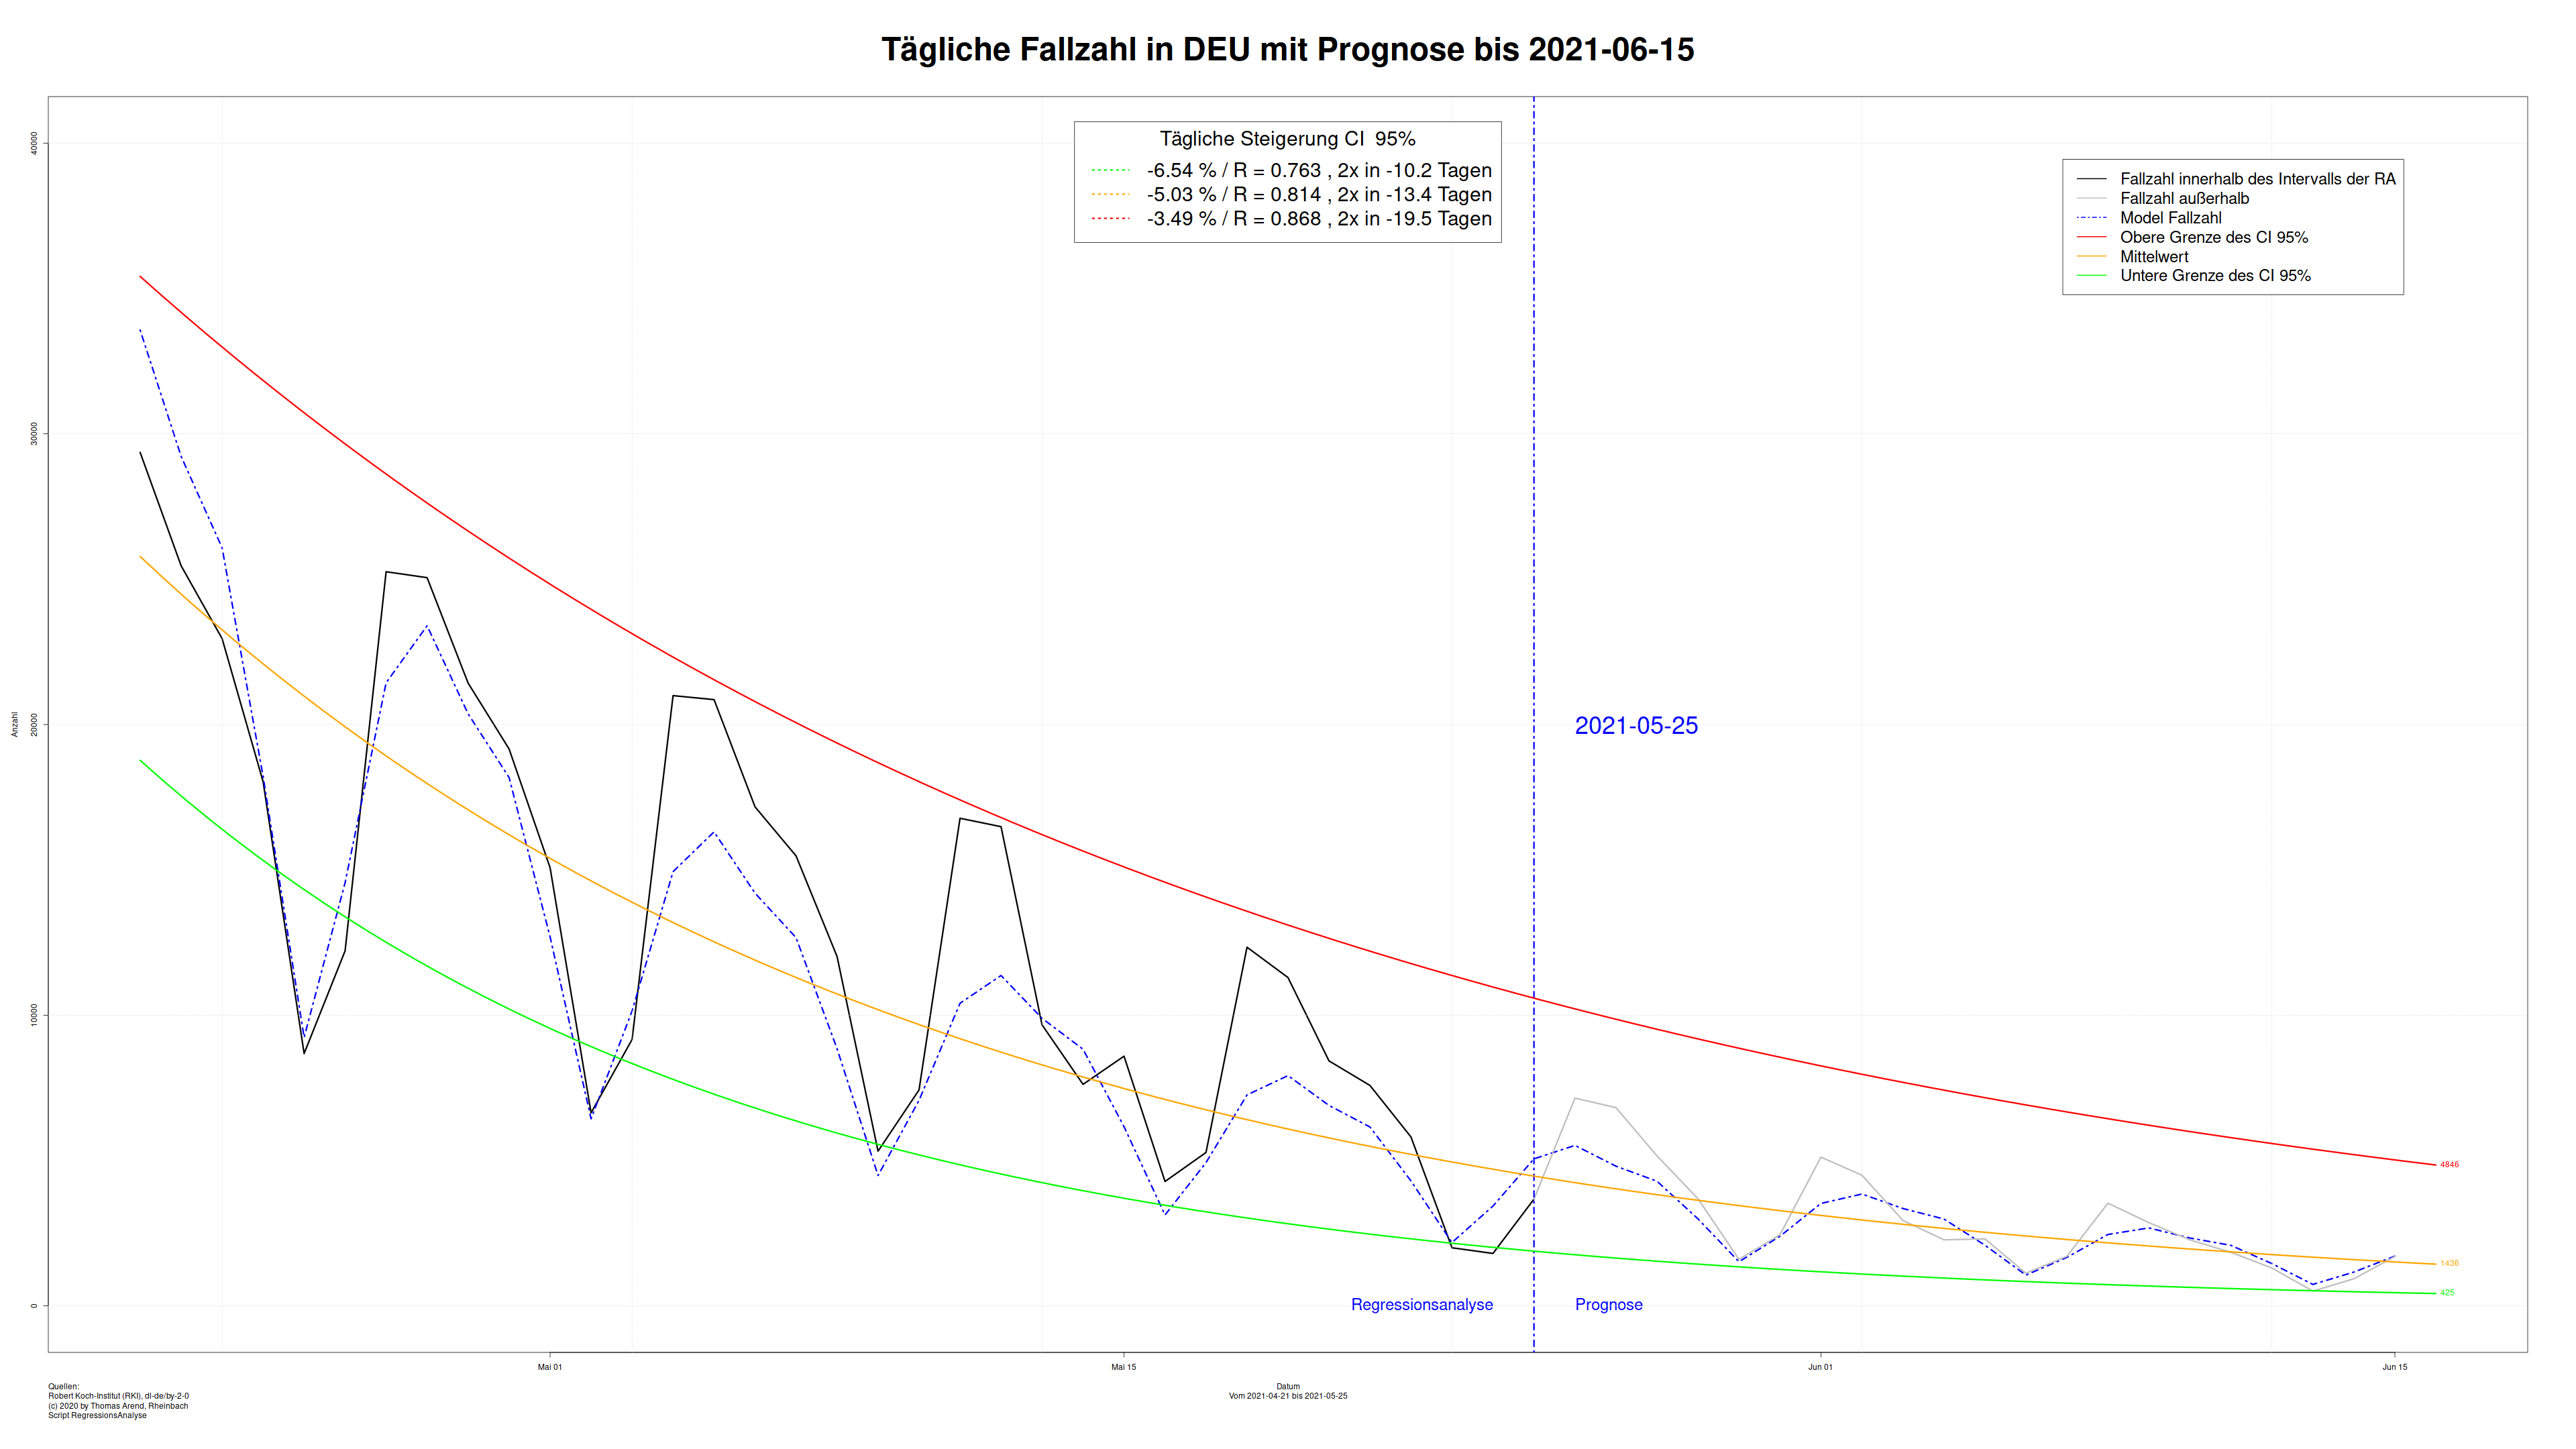 Tägliche Fallzahl in DEU mit Prognose bis 2021-06-15
Tägliche Steigerung CI  95%
-6.54 % / R = 0.763 , 2x in -10.2 Tagen
-5.03 % / R = 0.814 , 2x in -13.4 Tagen
-3.49 % / R = 0.868 , 2x in -19.5 Tagen
Fallzahl innerhalb des Intervalls der RA
Fallzahl außerhalb
Model Fallzahl
Obere Grenze des CI 95%
Mittelwert
Untere Grenze des CI 95%
40000
30000
20000
10000
0
Anzahl
2021-05-25
4846
1436
425
Regressionsanalyse
Prognose
Mai 01
Mai 15
Jun 01
Jun 15
Datum
Vom 2021-04-21 bis 2021-05-25
Quellen:
Robert Koch-Institut (RKI), dl-de/by-2-0
(c) 2020 by Thomas Arend, Rheinbach
Script RegressionsAnalyse